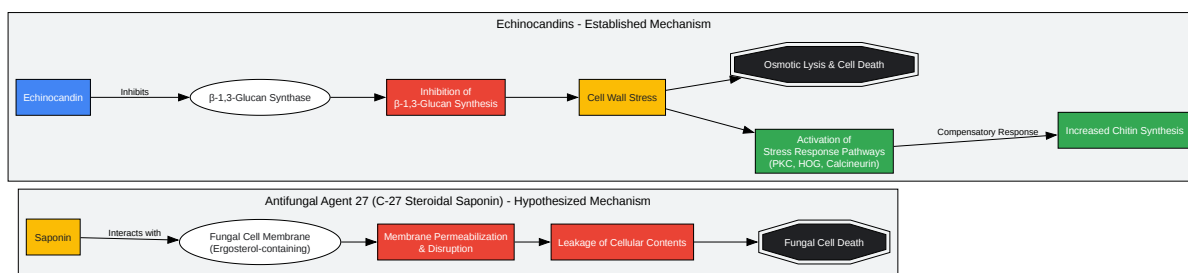 Echinocandins - Established Mechanism
Echinocandin
Inhibits
β-1,3-Glucan Synthase
Inhibition of
β-1,3-Glucan Synthesis
Cell Wall Stress
Osmotic Lysis & Cell Death
Activation of
Stress Response Pathways
(PKC, HOG, Calcineurin)
Compensatory Response
Increased Chitin Synthesis
Antifungal Agent 27 (C-27 Steroidal Saponin) - Hypothesized Mechanism
Saponin
Interacts with
Fungal Cell Membrane
(Ergosterol-containing)
Membrane Permeabilization
& Disruption
Leakage of Cellular Contents
Fungal Cell Death